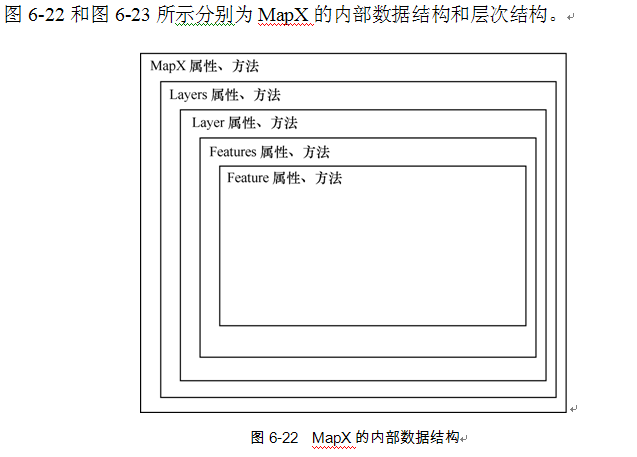 图 6-22 和图 6-23 所示分别为 MapX 的内部数据结构和层次结构。
MapX 属性、方法
Layers 属性、方法
Layer 属性、方法
Features 属性、方法
Feature 属性、方法
图 6-22 MapX 的内部数据结构